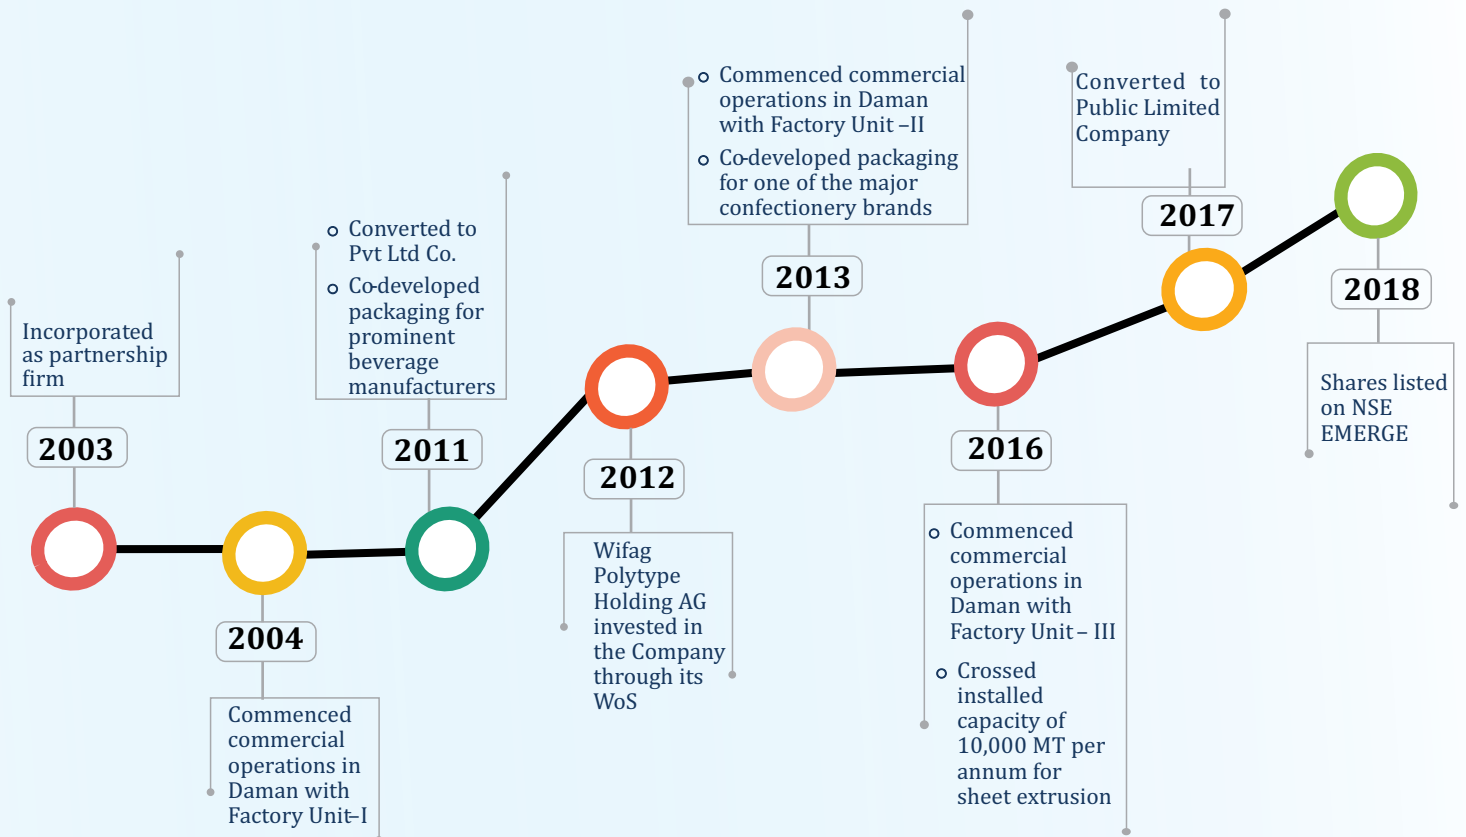 Incorporated
as partnership
firm
2003
2004
Commenced
commercial
operations in
Daman with
Factory Unit–I
Converted to
Pvt Ltd Co.
Co-developed
packaging for
prominent
beverage
manufacturers
2011
2012
Wifag
Polytype
Holding AG
invested in
the Company
through its
WoS
Commenced commercial
operations in Daman
with Factory Unit –II
Co-developed packaging
for one of the major
confectionery brands
2013
2016
Commenced
commercial
operations in
Daman with
Factory Unit – III
Crossed
installed
capacity of
10,000 MT per
annum for
sheet extrusion
Converted to
Public Limited
Company
2017
2018
Shares listed
on NSE
EMERGE